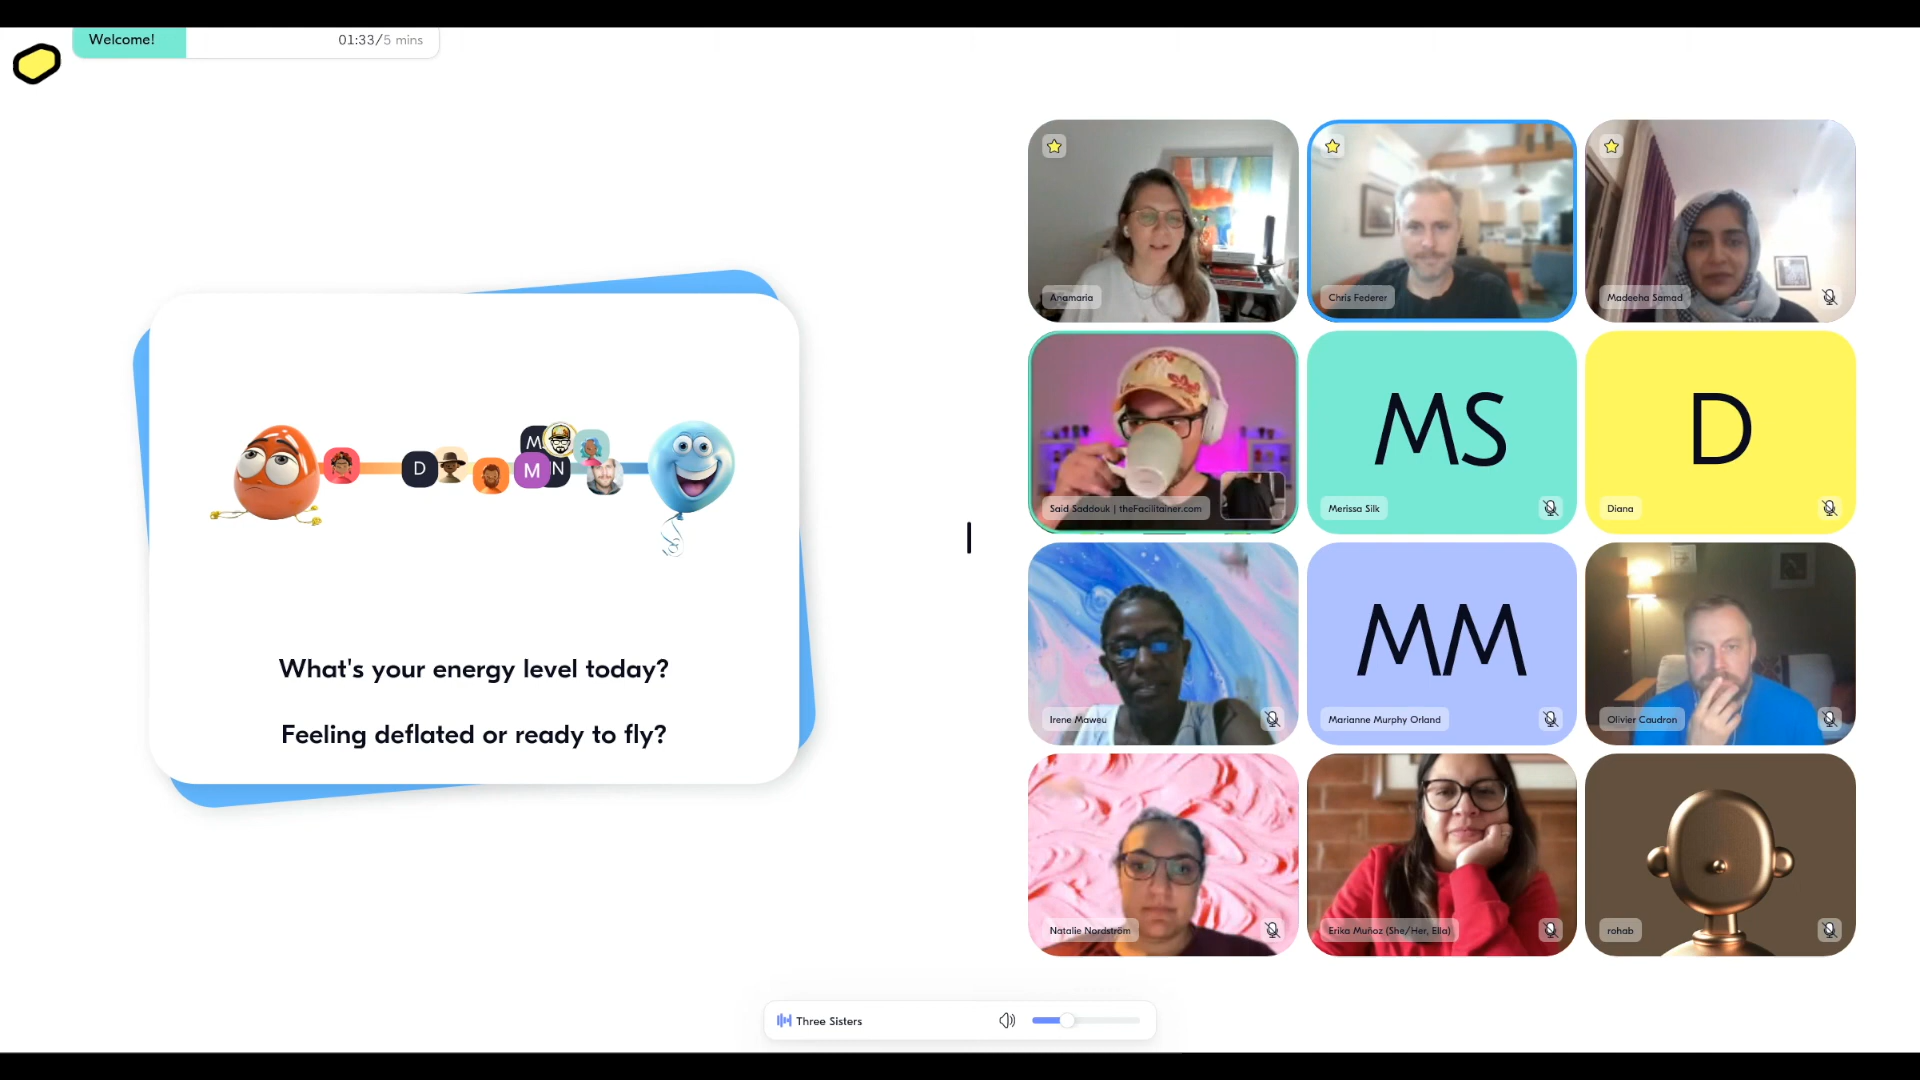 Welcome!
01:33/5 mins
M
D
M
N
What's your energy level today?
Feeling deflated or ready to fly?
Anamaria
Chris Federer
Madeeha Samad
Said Saddouk | theFacilitainer.com
MS
Merissa Silk
D
Diana
Irene Maweu
MM
Marianne Murphy Orland
Olivier Caudron
Natalie Nordström
Erika Muñoz (She/Her, Ella)
rohab
Three Sisters